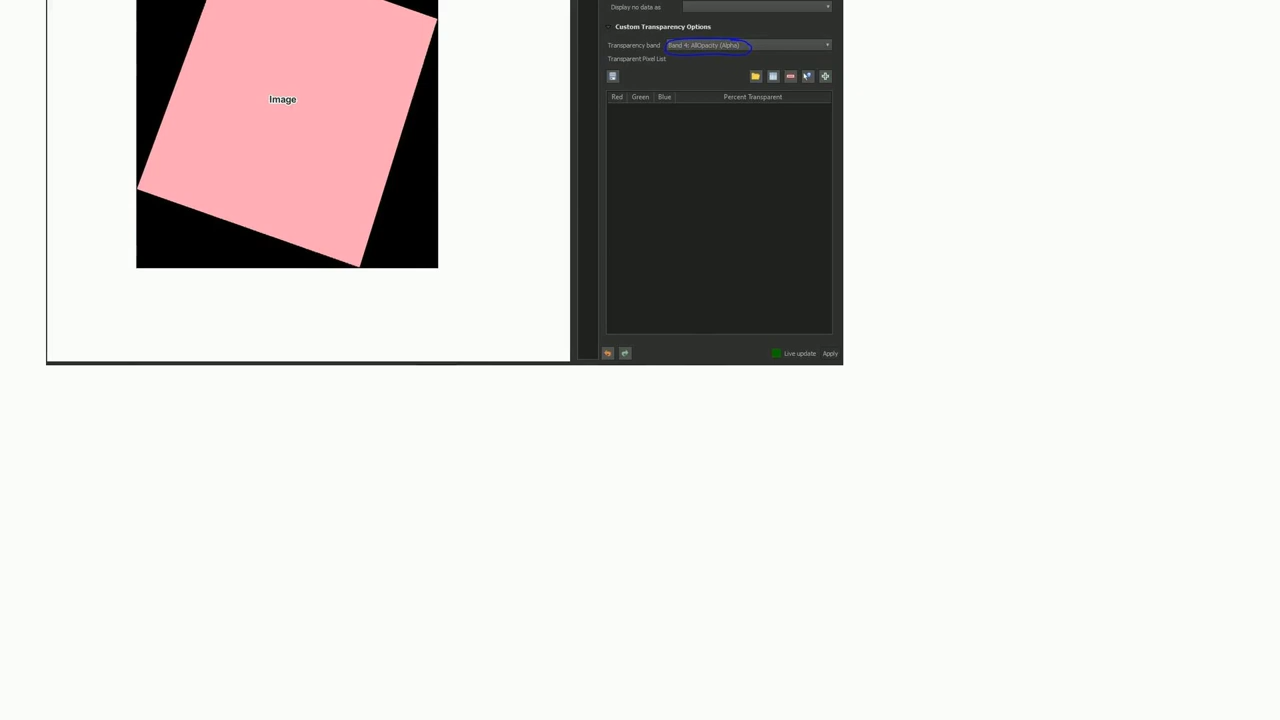 Display no data as
Custom Transparency Options
Transparency band Band 4: AllOpacity (Alpha)
Transparent Pixel List
Image
Red Green Blue Percent Transparent
Live update Apply